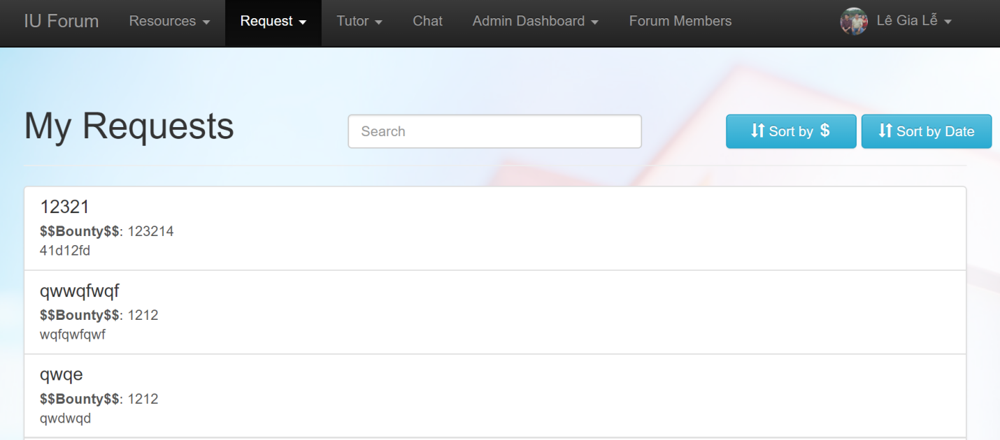 IU Forum Resources Request Tutor Chat Admin Dashboard Forum Members Lê Gia Lễ
My Requests Search Sort by $ Sort by Date
12321
$$Bounty$$: 123214
41d12fd
qwwqfwqf
$$Bounty$$: 1212
wqfqwfqwf
qwqe
$$Bounty$$: 1212
qwdwqd